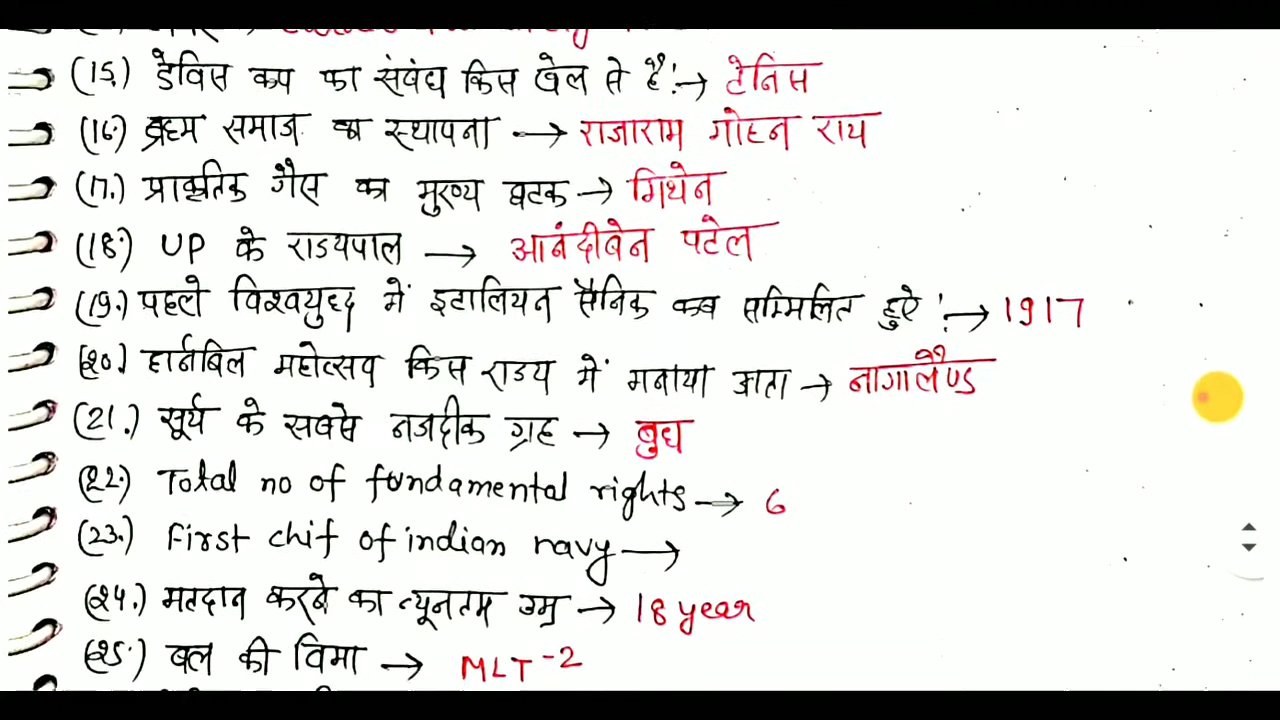 (15.) डेविस कप का संबंध किस खेल से है!→ टेनिस
(16.) ब्रह्म समाज का स्थापना → राजाराम मोहन राय
(17.) प्राकृतिक गैस का मुख्य घटक → मिथेन
(18.) UP के राज्यपाल → आनंदीबेन पटेल
(19.) पहले विश्वयुद्ध में इटालियन सैनिक कब सम्मिलित हुऐ !→ 1917
(20.) हार्नबिल महोत्सव किस राज्य में मनाया जाता → नागालैण्ड
(21.) सूर्य के सबसे नजदीक ग्रह → बुध
(22.) Total no of fundamental rights → 6
(23.) First chif of indian navy →
(24.) मतदान करने का न्यूनतम उम्र → 18 year
(25.) बल की विमा → MLT⁻²